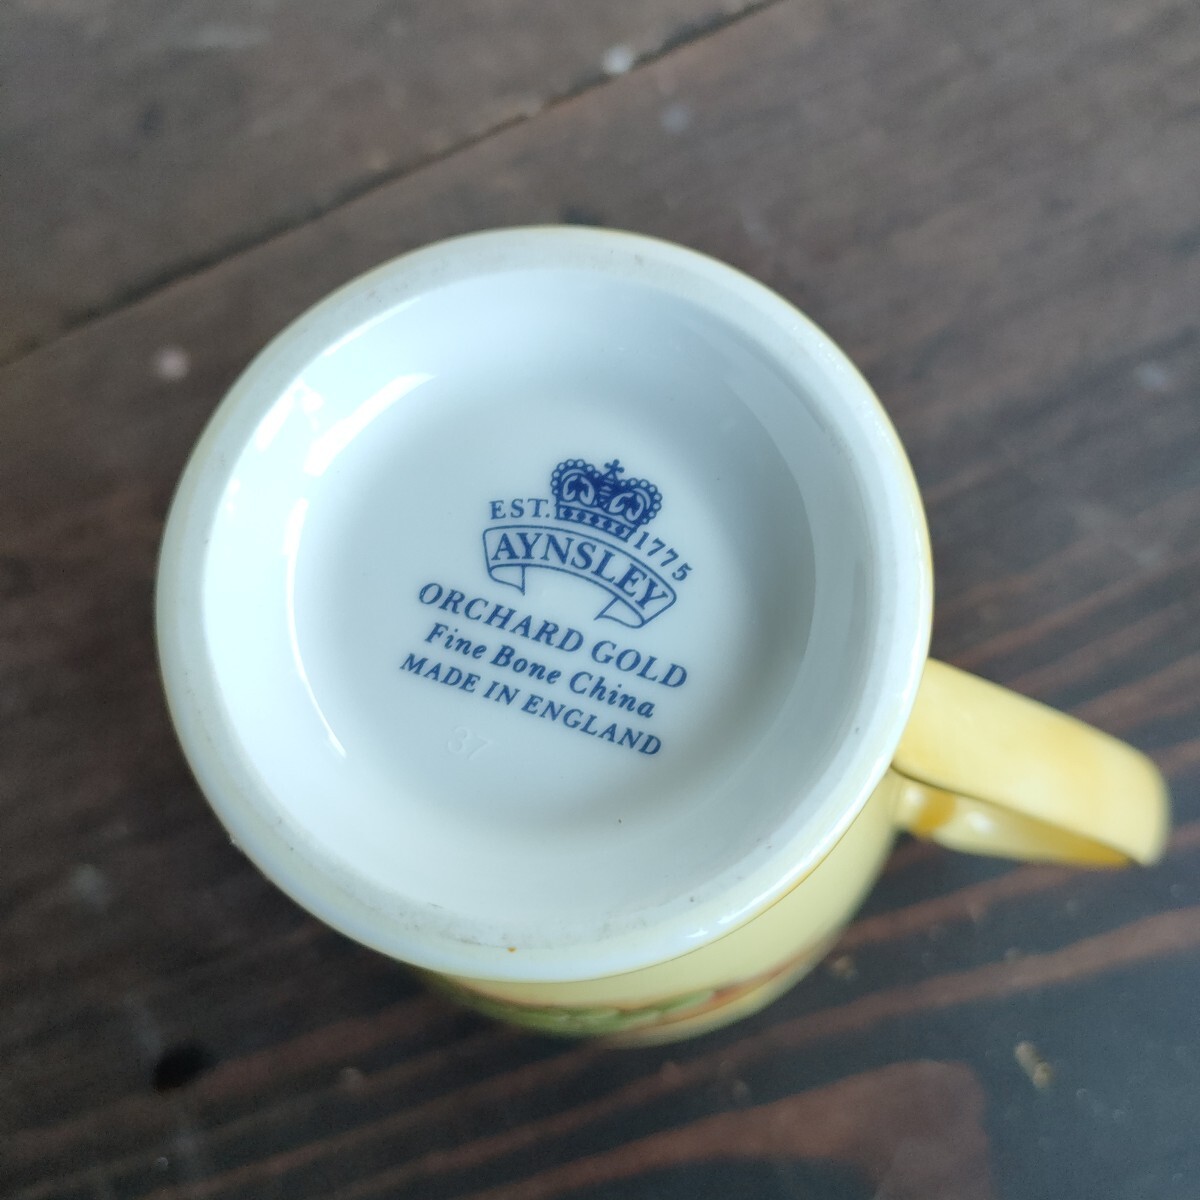 EST. 1775
AYNSLEY
ORCHARD GOLD
Fine Bone China
MADE IN ENGLAND
37